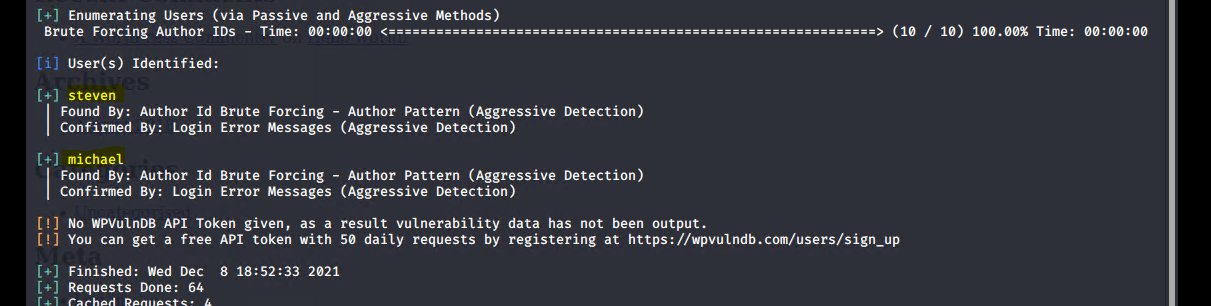 [+] Enumerating Users (via Passive and Aggressive Methods)
Brute Forcing Author IDs - Time: 00:00:00 <=============================================================> (10 / 10) 100.00% Time: 00:00:00
[i] User(s) Identified:
Archives
[+] steven
| Found By: Author Id Brute Forcing - Author Pattern (Aggressive Detection)
| Confirmed By: Login Error Messages (Aggressive Detection)
[+] michael
| Found By: Author Id Brute Forcing - Author Pattern (Aggressive Detection)
| Confirmed By: Login Error Messages (Aggressive Detection)
[!] No WPVulnDB API Token given, as a result vulnerability data has not been output.
[!] You can get a free API token with 50 daily requests by registering at https://wpvulndb.com/users/sign_up
Meta
[+] Finished: Wed Dec  8 18:52:33 2021
[+] Requests Done: 64
[+] Cached Requests: 4